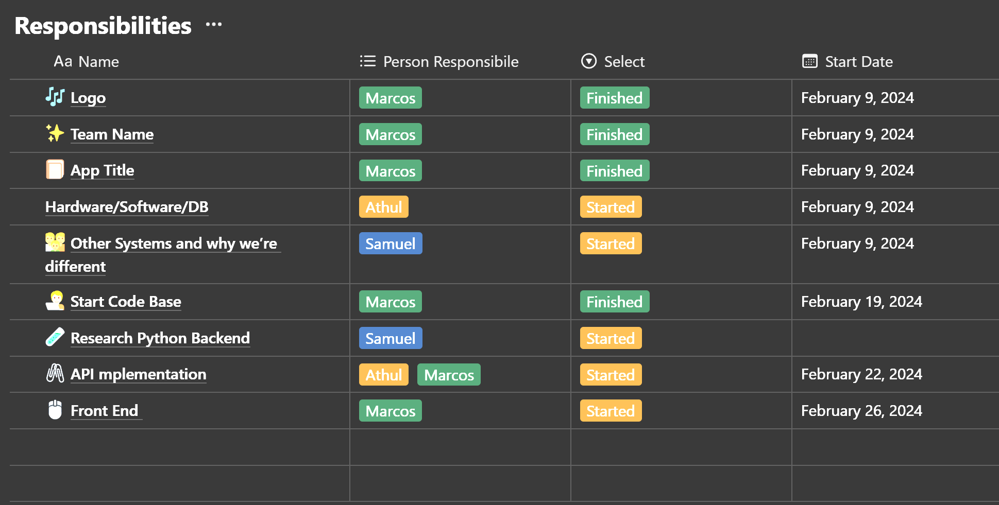 Responsibilities ...
Aa Name Person Responsibile Select Start Date
Logo Marcos Finished February 9, 2024
Team Name Marcos Finished February 9, 2024
App Title Marcos Finished February 9, 2024
Hardware/Software/DB Athul Started February 9, 2024
Other Systems and why we’re Samuel Started February 9, 2024
different
Start Code Base Marcos Finished February 19, 2024
Research Python Backend Samuel Started
API mplementation Athul Marcos Started February 22, 2024
Front End Marcos Started February 26, 2024